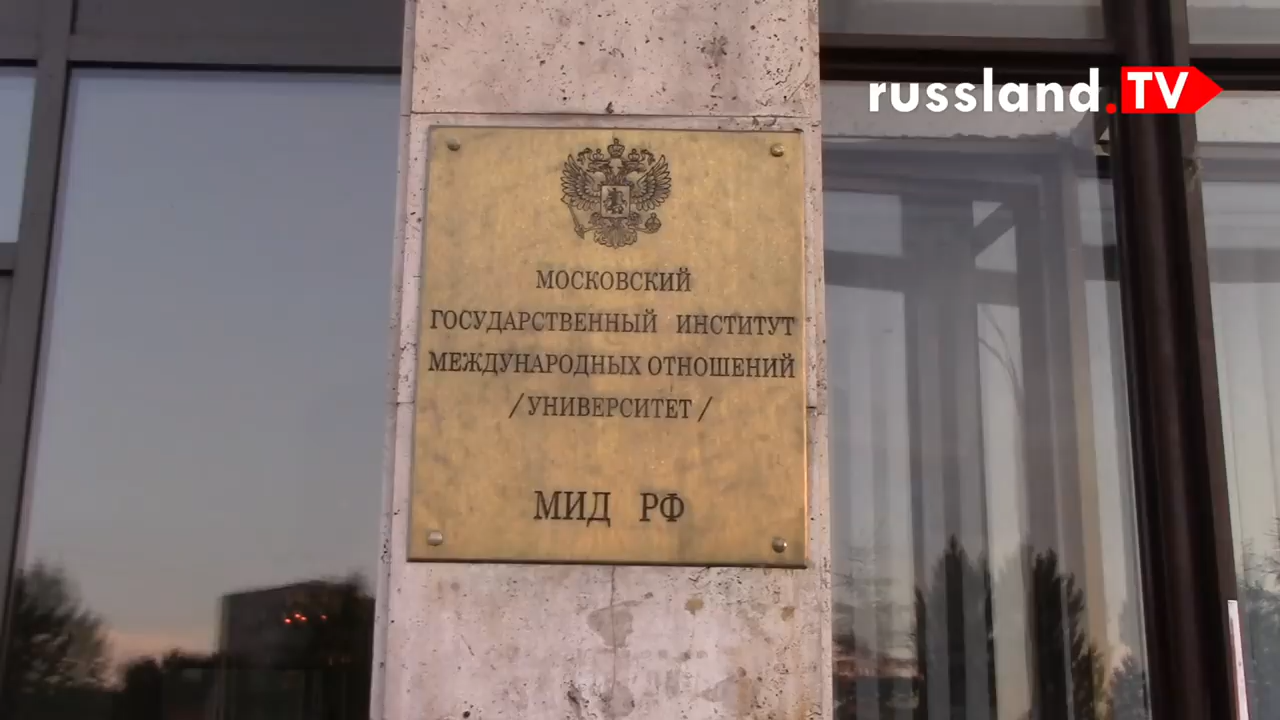 russland.TV
МОСКОВСКИЙ
ГОСУДАРСТВЕННЫЙ ИНСТИТУТ
МЕЖДУНАРОДНЫХ ОТНОШЕНИЙ
/УНИВЕРСИТЕТ/
МИД РФ